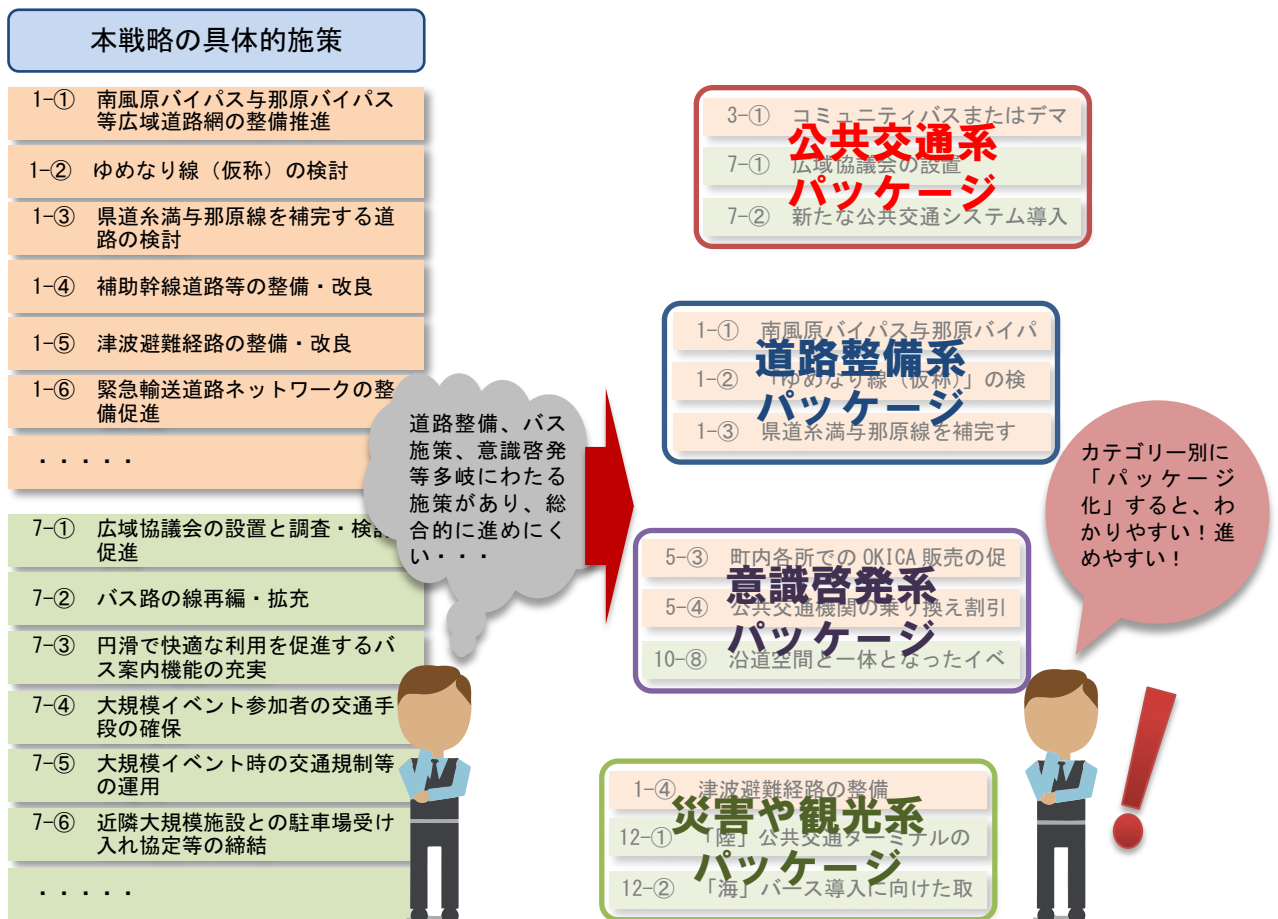 本戦略の具体的施策
1-① 南風原バイパス与那原バイパス
等広域道路網の整備推進
1-② ゆめなり線（仮称）の検討
1-③ 県道糸満与那原線を補完する道
路の検討
1-④ 補助幹線道路等の整備・改良
1-⑤ 津波避難経路の整備・改良
1-⑥ 緊急輸送道路ネットワークの整
備促進
・・・・・
7-① 広域協議会の設置と調査・検討
促進
7-② バス路の線再編・拡充
7-③ 円滑で快適な利用を促進するバ
ス案内機能の充実
7-④ 大規模イベント参加者の交通手
段の確保
7-⑤ 大規模イベント時の交通規制等
の運用
7-⑥ 近隣大規模施設との駐車場受け
入れ協定等の締結
・・・・・
道路整備、バス
施策、意識啓発
等多岐にわたる
施策があり、総
合的に進めにく
い・・・
3-① コミュニティバスまたはデマ
7-① 広域協議会の設置
7-② 新たな公共交通システム導入
公共交通系
パッケージ
1-① 南風原バイパス与那原バイパ
1-② 「ゆめなり線（仮称）」の検
1-③ 県道糸満与那原線を補完す
道路整備系
パッケージ
5-③ 町内各所での OKICA 販売の促
5-④ 公共交通機関の乗り換え割引
10-⑧ 沿道空間と一体となったイベ
意識啓発系
パッケージ
1-④ 津波避難経路の整備
12-① 「陸」公共交通ターミナルの
12-② 「海」バース導入に向けた取
災害や観光系
パッケージ
カテゴリー別に
「パッケージ
化」すると、わ
かりやすい！進
めやすい！